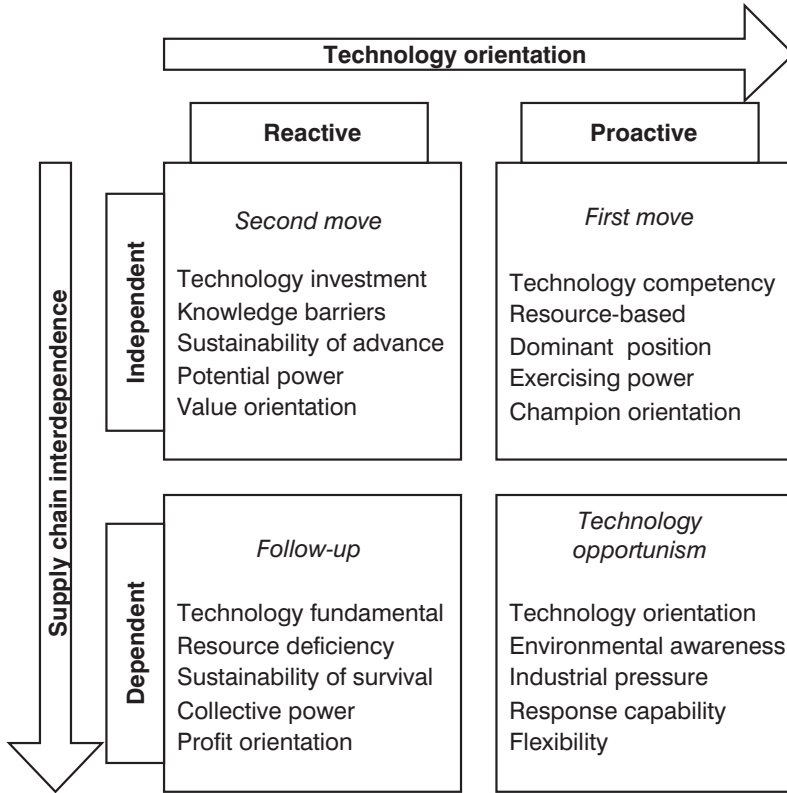 Technology orientation
Reactive
Proactive
Supply chain interdependence
Independent
Second move
Technology investment
Knowledge barriers
Sustainability of advance
Potential power
Value orientation
First move
Technology competency
Resource-based
Dominant position
Exercising power
Champion orientation
Dependent
Follow-up
Technology fundamental
Resource deficiency
Sustainability of survival
Collective power
Profit orientation
Technology
opportunism
Technology orientation
Environmental awareness
Industrial pressure
Response capability
Flexibility